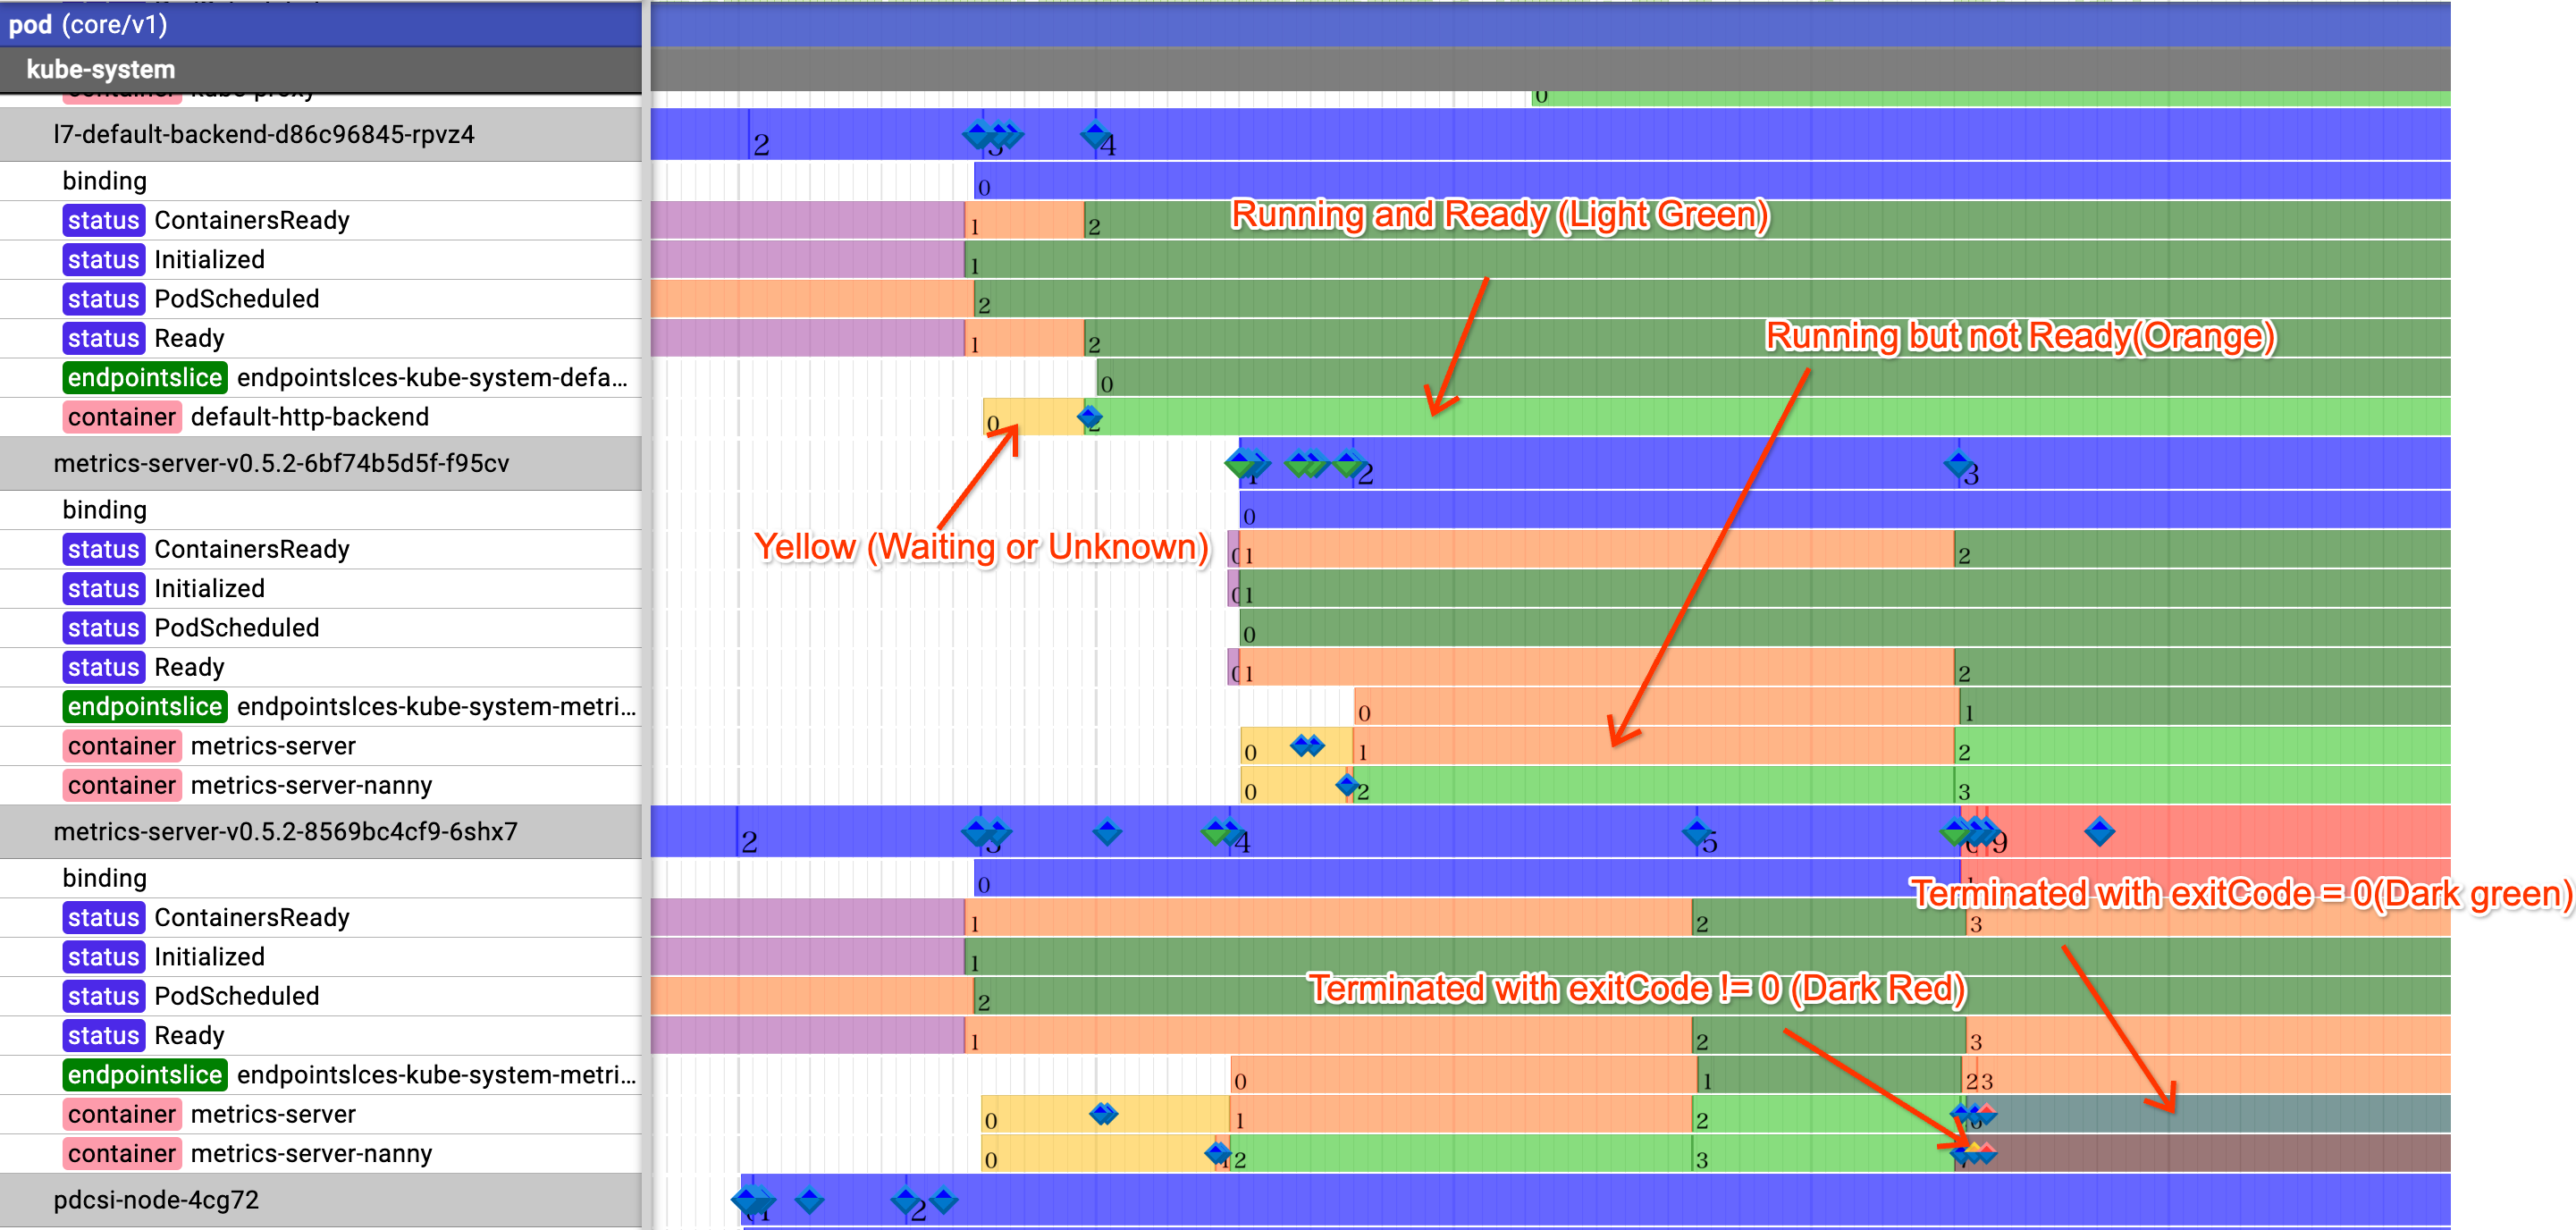 pod (core/v1)
kube-system
container kube-proxy
0
l7-default-backend-d86c96845-rpvz4
2 3 4
binding
0
status ContainersReady
1 2
Running and Ready (Light Green)
status Initialized
1
status PodScheduled
2
status Ready
1 2
Running but not Ready(Orange)
endpointslice endpointslces-kube-system-defa...
0
container default-http-backend
0 2
metrics-server-v0.5.2-6bf74b5d5f-f95cv
1 2 3
binding
0
status ContainersReady
0 1 2
Yellow (Waiting or Unknown)
status Initialized
0 1
status PodScheduled
0
status Ready
0 1 2
endpointslice endpointslces-kube-system-metri...
0 1
container metrics-server
0 1 2
container metrics-server-nanny
0 2 3
metrics-server-v0.5.2-8569bc4cf9-6shx7
2 3 4 5 6 9
binding
0
Terminated with exitCode = 0(Dark green)
status ContainersReady
1 2 3
status Initialized
1
status PodScheduled
2
Terminated with exitCode != 0 (Dark Red)
status Ready
1 2 3
endpointslice endpointslces-kube-system-metri...
0 1 2 3
container metrics-server
0 1 2 6
container metrics-server-nanny
0 2 3
pdcsi-node-4cg72
1 2